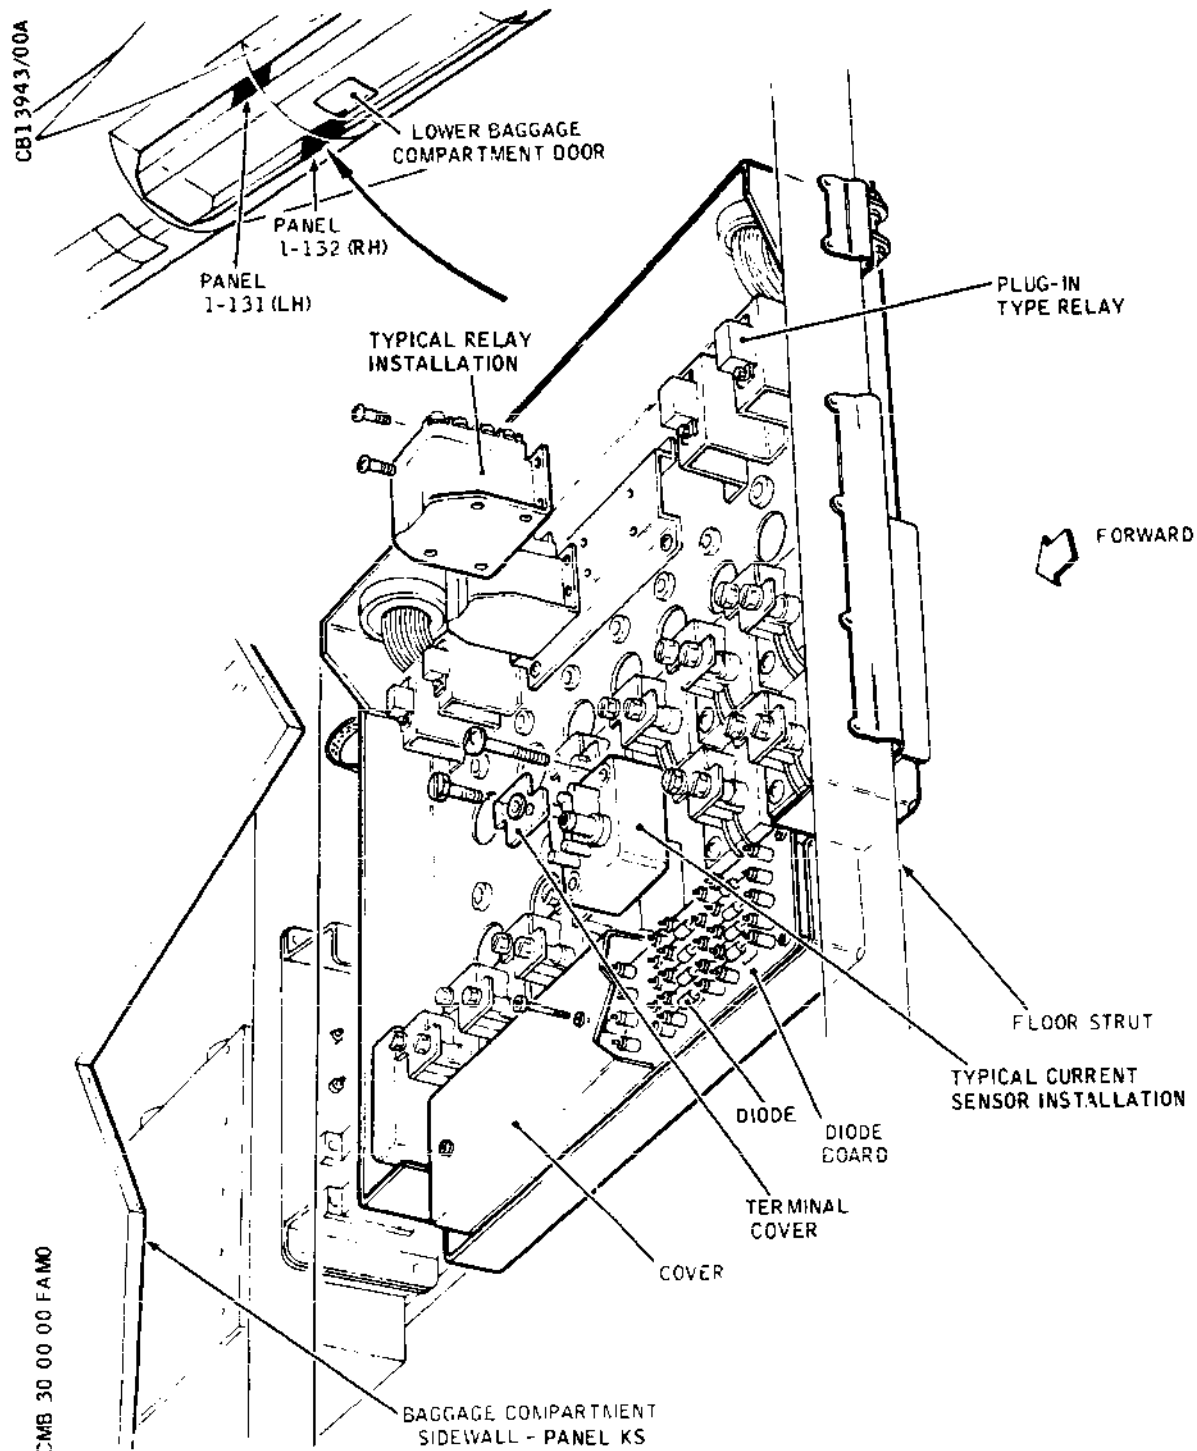 CB13943/00A
LOWER BAGGAGE
COMPARTMENT DOOR
PANEL
1-132 (RH)
PANEL
1-131 (LH)
TYPICAL RELAY
INSTALLATION
PLUG-IN
TYPE RELAY
FORWARD
FLOOR STRUT
TYPICAL CURRENT
SENSOR INSTALLATION
DIODE
DIODE
BOARD
TERMINAL
COVER
COVER
BAGGAGE COMPARTMENT
SIDEWALL - PANEL KS
CMB 30 00 00 FAM0